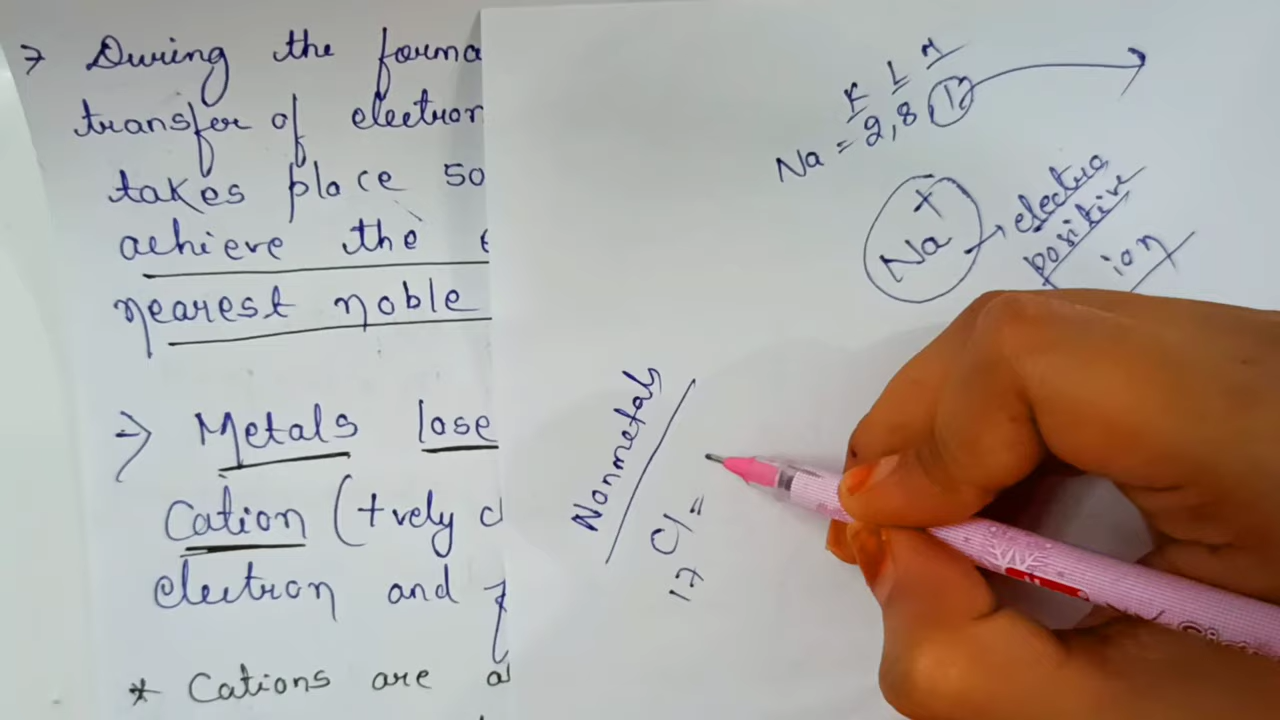 → During the forma
transfer of electron
takes place so
achieve the
nearest noble
→ Metals lose
Cation (+vely c
electron and
* Cations are a
K L M
Na = 2,8,1
Na+ → electro
positive
ion
Nonmetals
17 Cl =